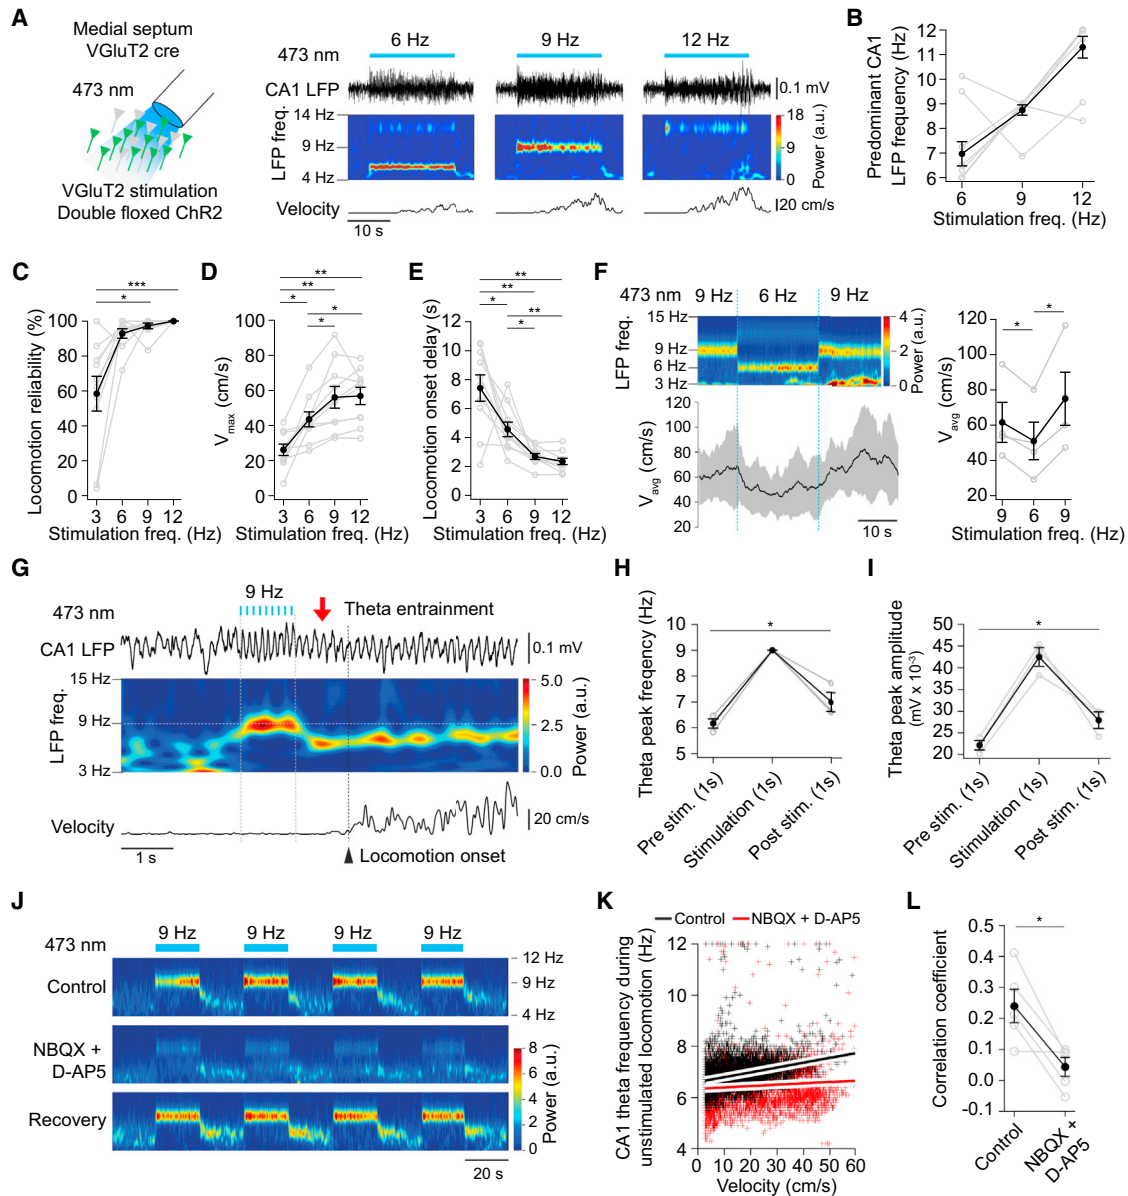 A
Medial septum
VGluT2 cre
473 nm
VGluT2 stimulation
Double floxed ChR2
6 Hz
9 Hz
12 Hz
473 nm
CA1 LFP
0.1 mV
14 Hz
9 Hz
4 Hz
LFP freq.
18
9
0
Power (a.u.)
Velocity
20 cm/s
10 s
B
Predominant CA1
LFP frequency (Hz)
12
11
10
9
8
7
6
6
9
12
Stimulation freq. (Hz)
C
***
*
Locomotion reliability (%)
100
80
60
40
20
0
3 6 9 12
Stimulation freq. (Hz)
D
**
**
*
*
*
Vmax (cm/s)
100
80
60
40
20
0
3 6 9 12
Stimulation freq. (Hz)
E
**
**
*
**
*
Locomotion onset delay (s)
12
10
8
6
4
2
0
3 6 9 12
Stimulation freq. (Hz)
F
473 nm
9 Hz
6 Hz
9 Hz
15 Hz
9 Hz
6 Hz
3 Hz
LFP freq.
4
2
0
Power (a.u.)
Vavg (cm/s)
120
100
80
60
40
20
10 s
*
*
Vavg (cm/s)
120
100
80
60
40
20
9 6 9
Stimulation freq. (Hz)
G
9 Hz
473 nm
Theta entrainment
CA1 LFP
0.1 mV
15 Hz
9 Hz
3 Hz
LFP freq.
5.0
2.5
0.0
Power (a.u.)
Velocity
20 cm/s
1 s
Locomotion onset
H
Theta peak freqency (Hz)
*
10
9
8
7
6
5
Pre stim. (1s)
Stimulation (1s)
Post stim. (1s)
I
Theta peak amplitude
(mV x 10-3)
*
50
45
40
35
30
25
20
Pre stim. (1s)
Stimulation (1s)
Post stim. (1s)
J
473 nm
9 Hz
9 Hz
9 Hz
9 Hz
Control
12 Hz
9 Hz
4 Hz
NBQX +
D-AP5
Recovery
8
6
4
2
0
Power (a.u.)
20 s
K
Control
NBQX + D-AP5
CA1 theta frequency during
unstimulated locomotion (Hz)
12
10
8
6
4
0 10 20 30 40 50 60
Velocity (cm/s)
L
*
Correlation coefficient
0.5
0.4
0.3
0.2
0.1
0.0
-0.1
Control
NBQX +
D-AP5